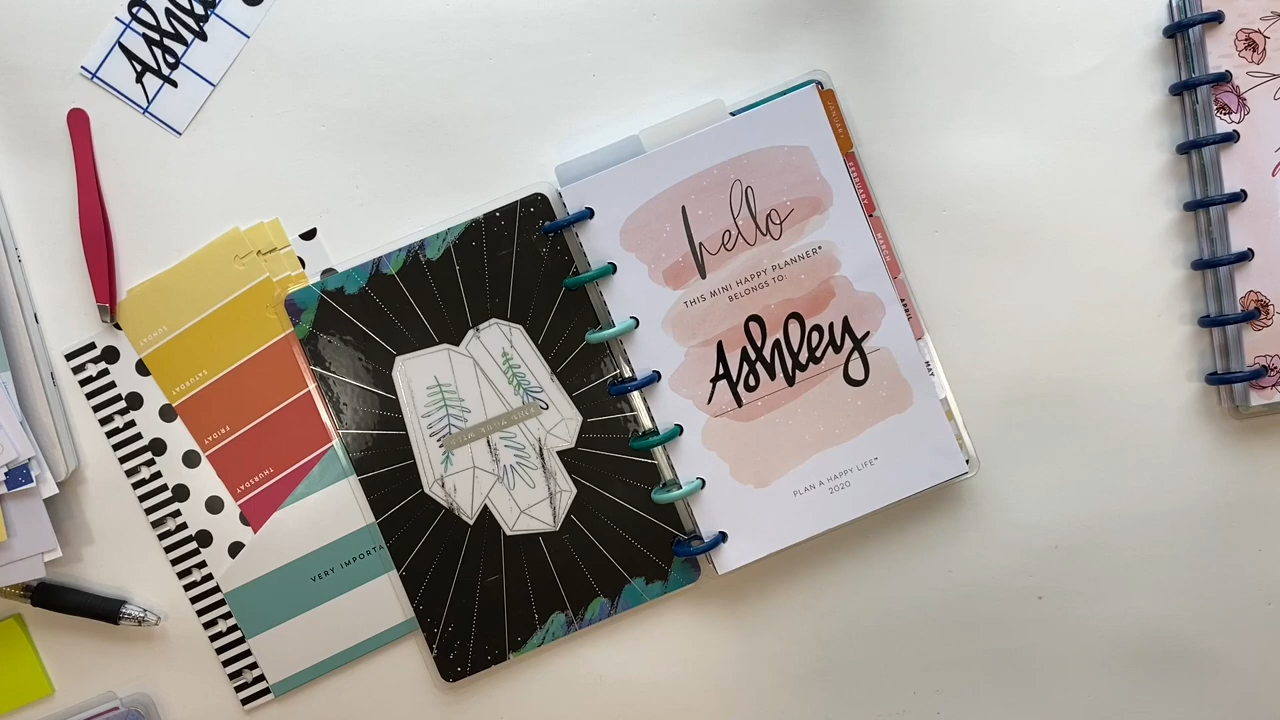 Ashley
JANUARY
FEBRUARY
MARCH
APRIL
MAY
hello
THIS MINI HAPPY PLANNER®
BELONGS TO:
Ashley
PLAN A HAPPY LIFE™
2020
SUNDAY
SATURDAY
FRIDAY
THURSDAY
VERY IMPORTA